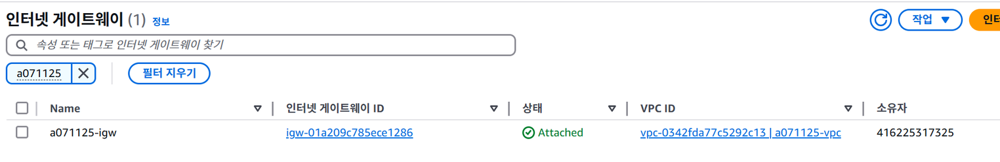 인터넷 게이트웨이 (1) 정보
작업
속성 또는 태그로 인터넷 게이트웨이 찾기
a071125 필터 지우기
Name 인터넷 게이트웨이 ID 상태 VPC ID 소유자
a071125-igw igw-01a209c785ece1286 Attached vpc-0342fda77c5292c13 | a071125-vpc 416225317325